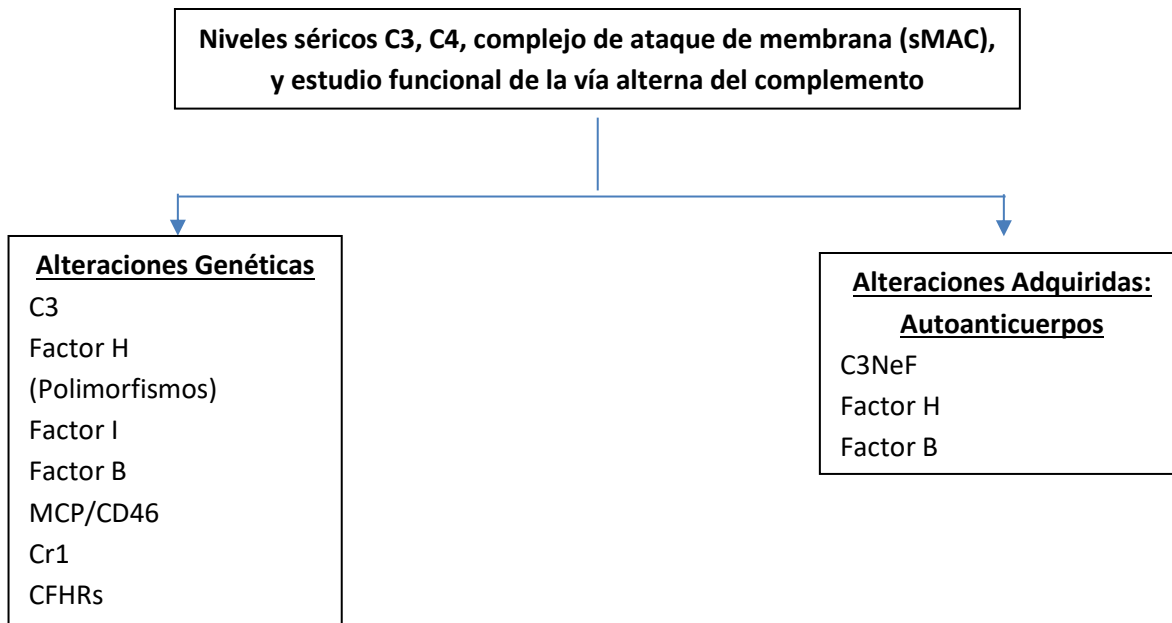 Niveles séricos C3, C4, complejo de ataque de membrana (sMAC),
y estudio funcional de la vía alterna del complemento
Alteraciones Genéticas
C3
Factor H
(Polimorfismos)
Factor I
Factor B
MCP/CD46
Cr1
CFHRs
Alteraciones Adquiridas:
Autoanticuerpos
C3NeF
Factor H
Factor B